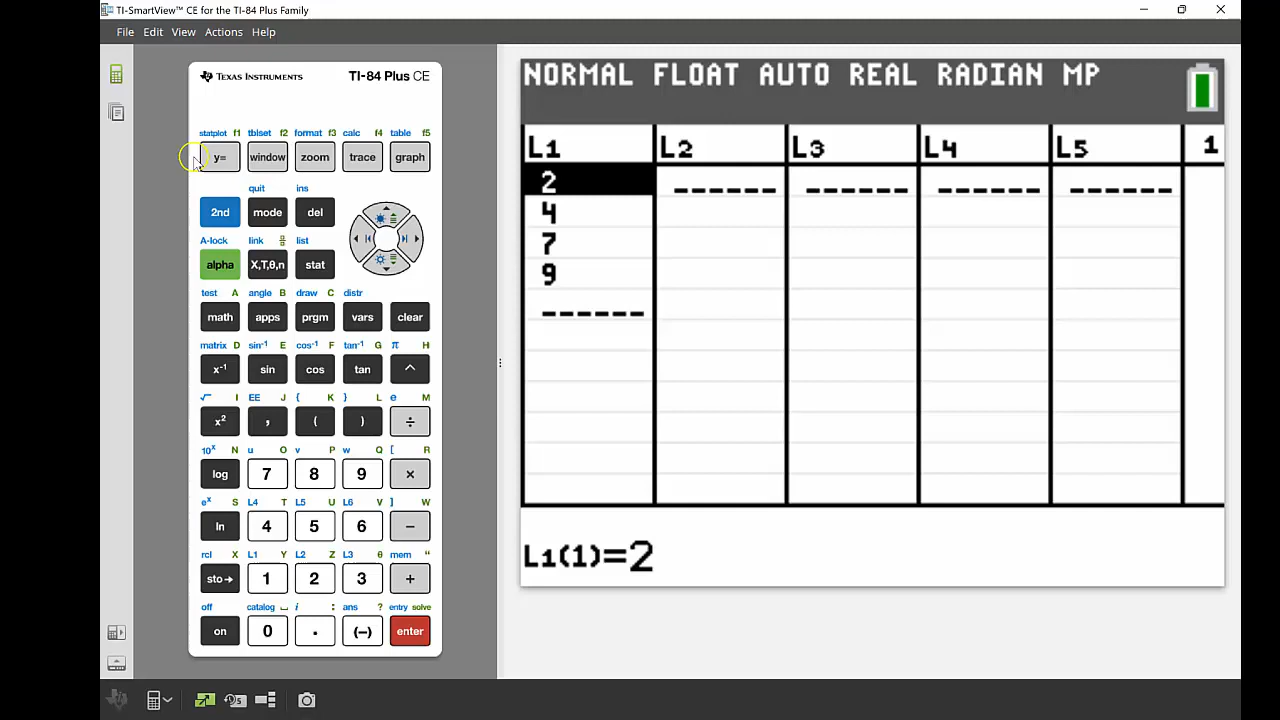 TI-SmartView™ CE for the TI-84 Plus Family
File Edit View Actions Help
TEXAS INSTRUMENTS TI-84 Plus CE
statplot f1 tblset f2 format f3 calc f4 table f5
y= window zoom trace graph
quit ins
2nd mode del
A-lock link list
alpha X,T,θ,n stat
test A angle B draw C distr
math apps prgm vars clear
matrix D sin⁻¹ E cos⁻¹ F tan⁻¹ G π H
x⁻¹ sin cos tan ^
√ I EE J { K } L e M
x² , ( ) ÷
10ˣ N u O v P w Q [ R
log 7 8 9 ×
eˣ S L4 T L5 U L6 V ] W
ln 4 5 6 −
rcl X L1 Y L2 Z L3 θ mem "
sto→ 1 2 3 +
off catalog ⎵ i : ans ? entry solve
on 0 . (−) enter
NORMAL FLOAT AUTO REAL RADIAN MP
L1 L2 L3 L4 L5 1
2 ------ ------ ------ ------
4
7
9
------
L1(1)=2